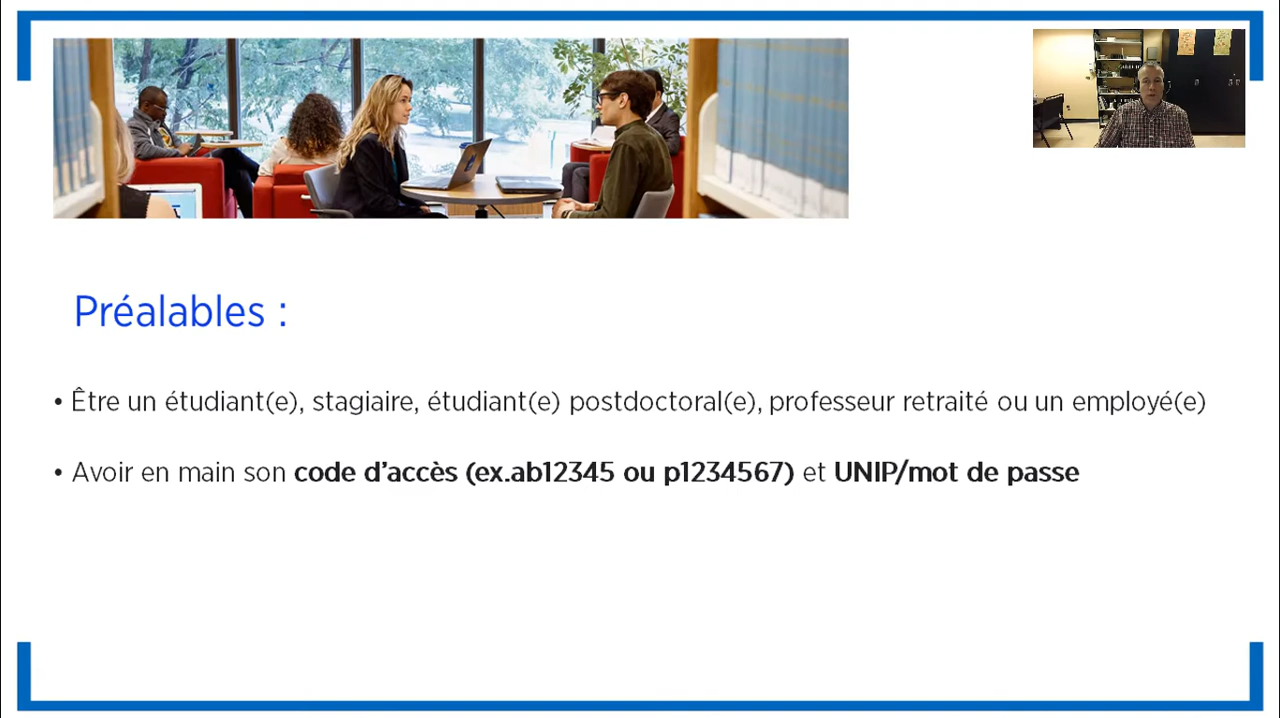 Préalables :
• Être un étudiant(e), stagiaire, étudiant(e) postdoctoral(e), professeur retraité ou un employé(e)
• Avoir en main son code d’accès (ex.ab12345 ou p1234567) et UNIP/mot de passe